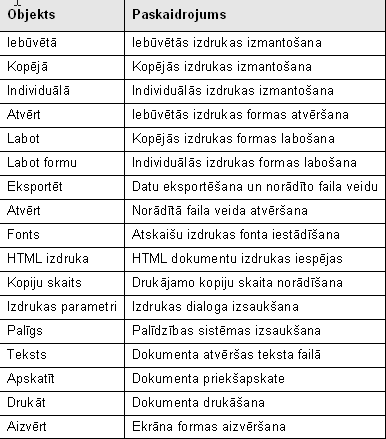 Objekts Paskaidrojums
Iebūvētā Iebūvētās izdrukas izmantošana
Kopējā Kopējās izdrukas izmantošana
Individuālā Individuālās izdrukas izmantošana
Atvērt Iebūvētās izdrukas formas atvēršana
Labot Kopējās izdrukas formas labošana
Labot formu Individuālās izdrukas formas labošana
Eksportēt Datu eksportēšana un norādīto faila veidu
Atvērt Norādītā faila veida atvēršana
Fonts Atskaišu izdrukas fonta iestādīšana
HTML izdruka HTML dokumentu izdrukas iespējas
Kopiju skaits Drukājamo kopiju skaita norādīšana
Izdrukas parametri Izdrukas dialoga izsaukšana
Palīgs Palīdzības sistēmas izsaukšana
Teksts Dokumenta atvēršas teksta failā
Apskatīt Dokumenta priekšapskate
Drukāt Dokumenta drukāšana
Aizvērt Ekrāna formas aizvēršana